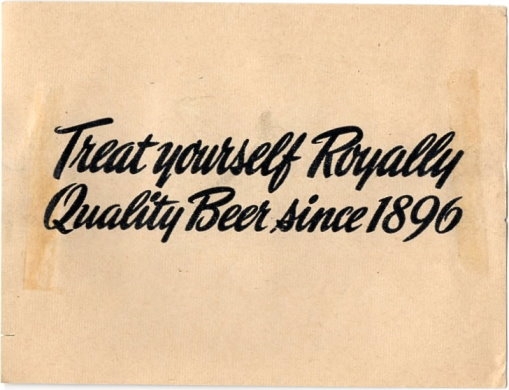 Treat yourself Royally
Quality Beer since 1896